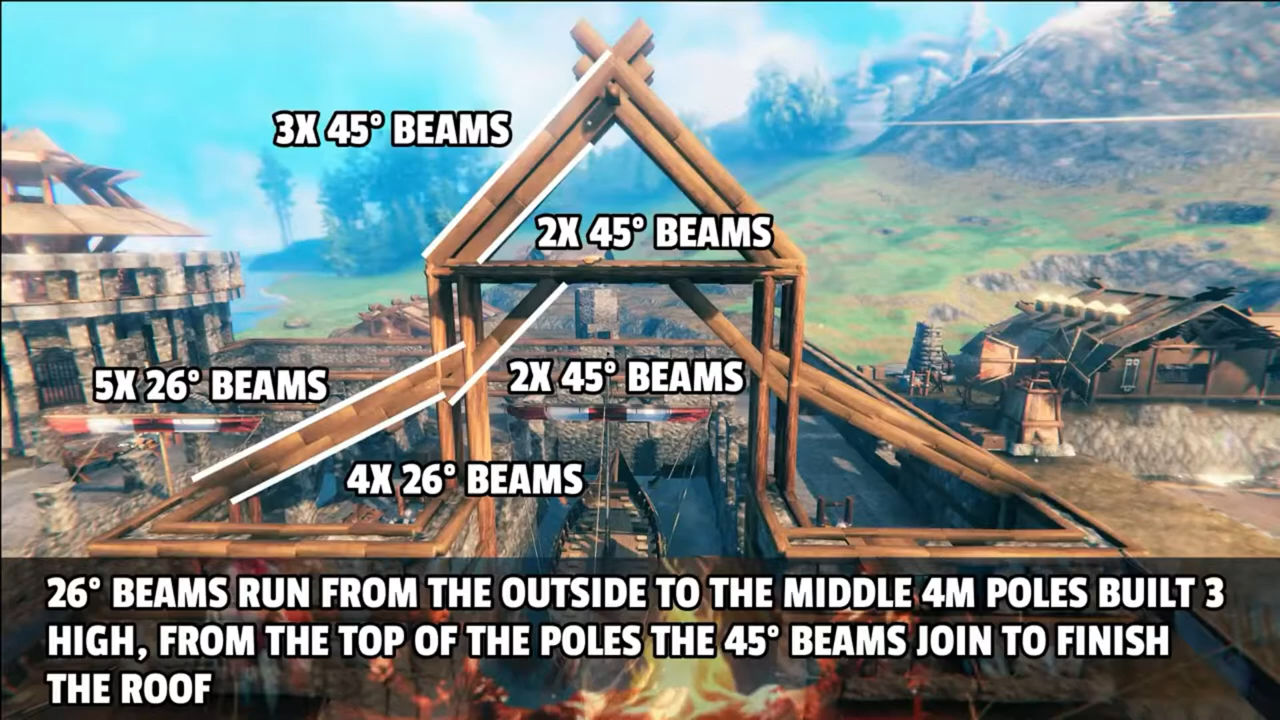 3X 45° BEAMS
2X 45° BEAMS
5X 26° BEAMS
2X 45° BEAMS
4X 26° BEAMS
26° BEAMS RUN FROM THE OUTSIDE TO THE MIDDLE 4M POLES BUILT 3
HIGH, FROM THE TOP OF THE POLES THE 45° BEAMS JOIN TO FINISH
THE ROOF